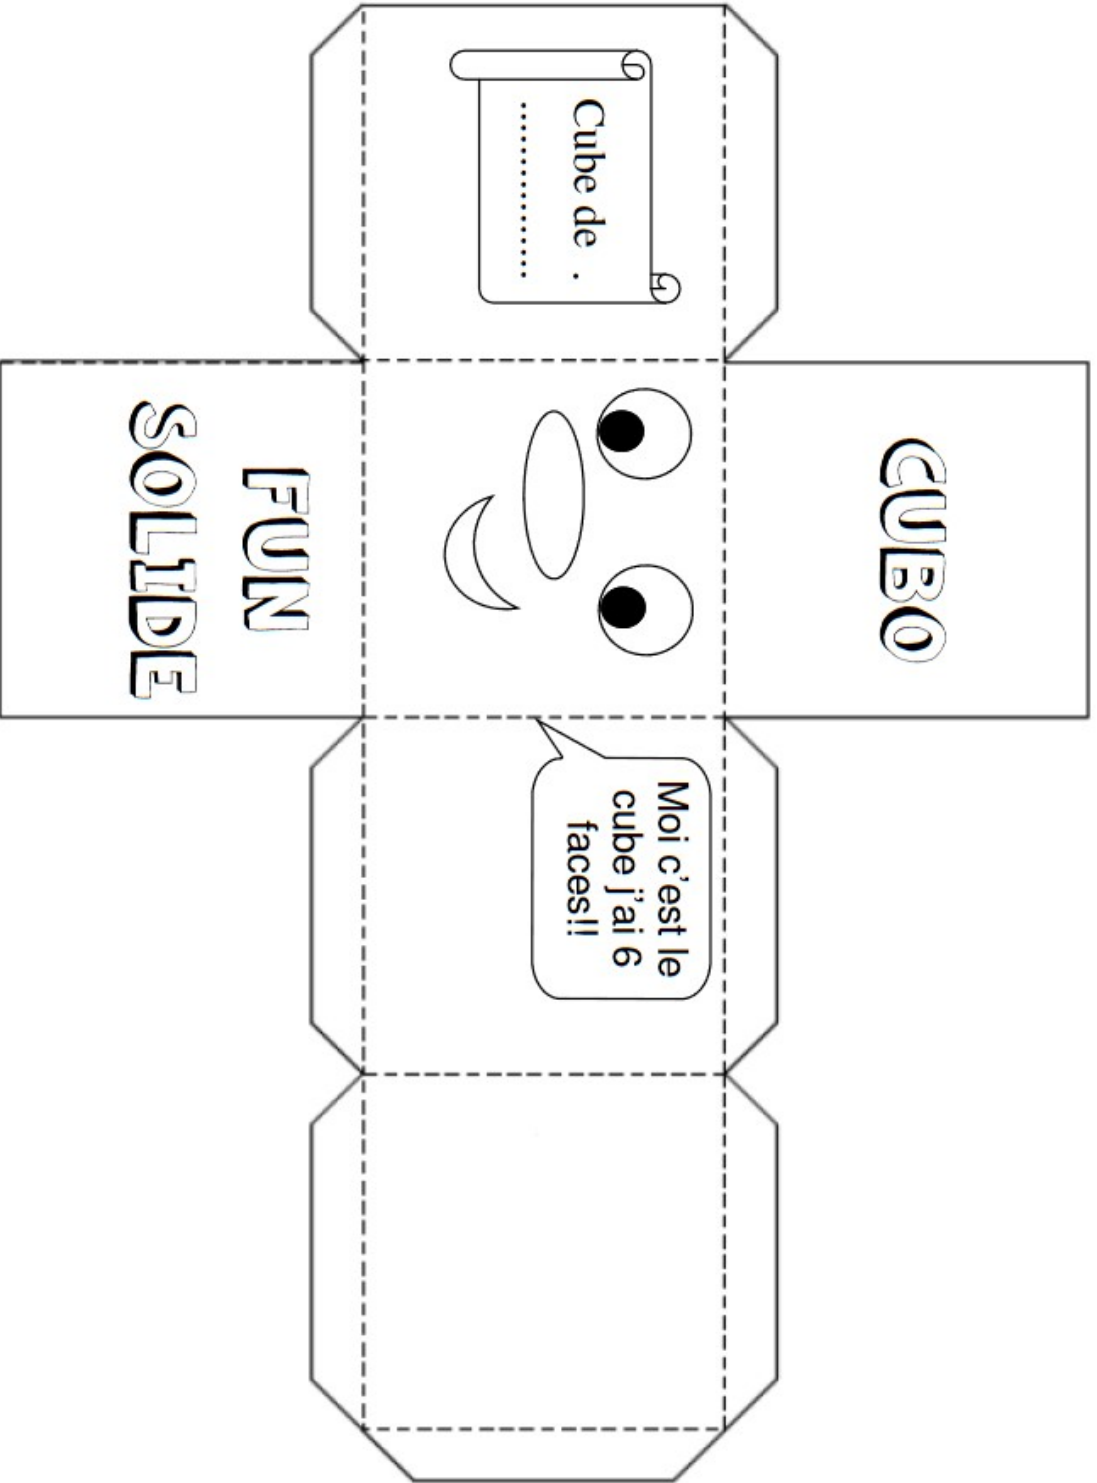 CUBO
Cube de .
.................
Moi c'est le
cube j'ai 6
faces!!
FUN
SOLIDE